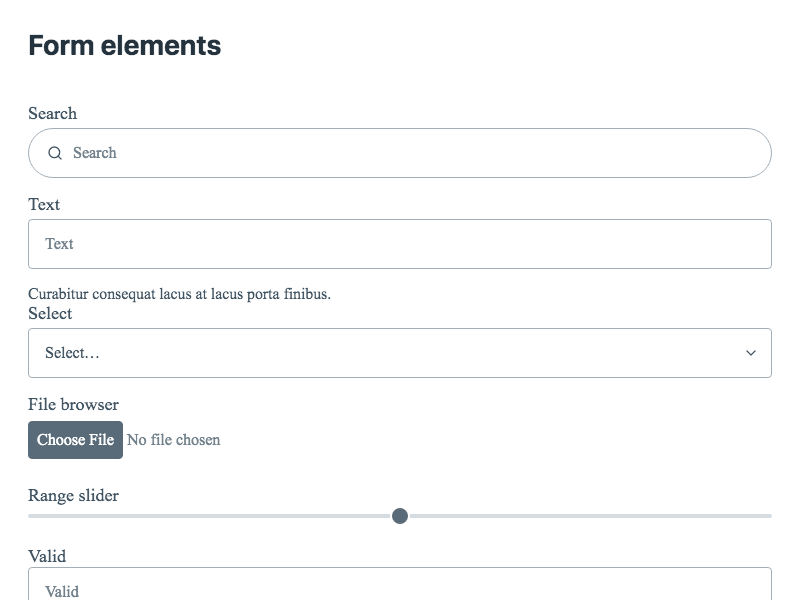 Form elements
Search
Search
Text
Text
Curabitur consequat lacus at lacus porta finibus.
Select
Select...
File browser
Choose File No file chosen
Range slider
Valid
Valid